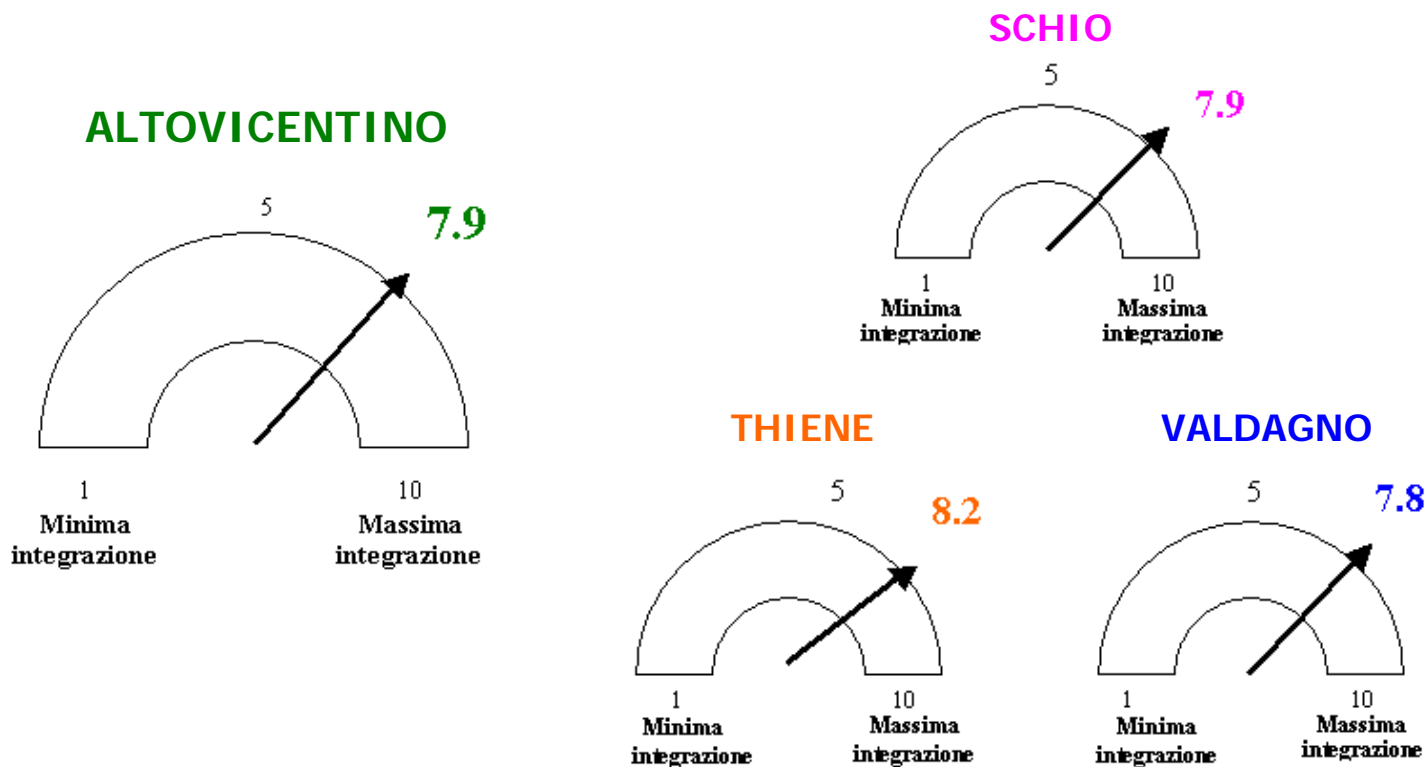 ALTOVICENTINO
5
7.9
1
10
Minima
integrazione
Massima
integrazione
SCHIO
5
7.9
1
10
Minima
integrazione
Massima
integrazione
THIENE
5
8.2
1
10
Minima
integrazione
Massima
integrazione
VALDAGNO
5
7.8
1
10
Minima
integrazione
Massima
integrazione